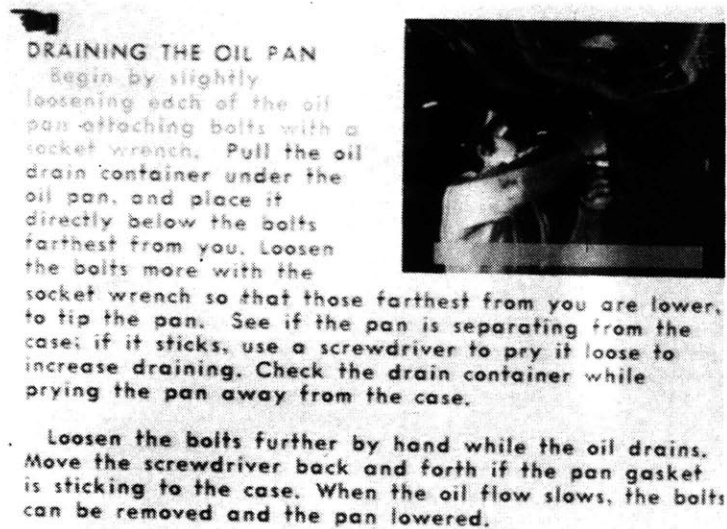 DRAINING THE OIL PAN
Begin by slightly
loosening each of the oil
pan attaching bolts with a
socket wrench. Pull the oil
drain container under the
oil pan, and place it
directly below the bolts
farthest from you. Loosen
the bolts more with the
socket wrench so that those farthest from you are lower,
to tip the pan. See if the pan is separating from the
case; if it sticks, use a screwdriver to pry it loose to
increase draining. Check the drain container while
prying the pan away from the case.
Loosen the bolts further by hand while the oil drains.
Move the screwdriver back and forth if the pan gasket
is sticking to the case. When the oil flow slows, the bolts
can be removed and the pan lowered.